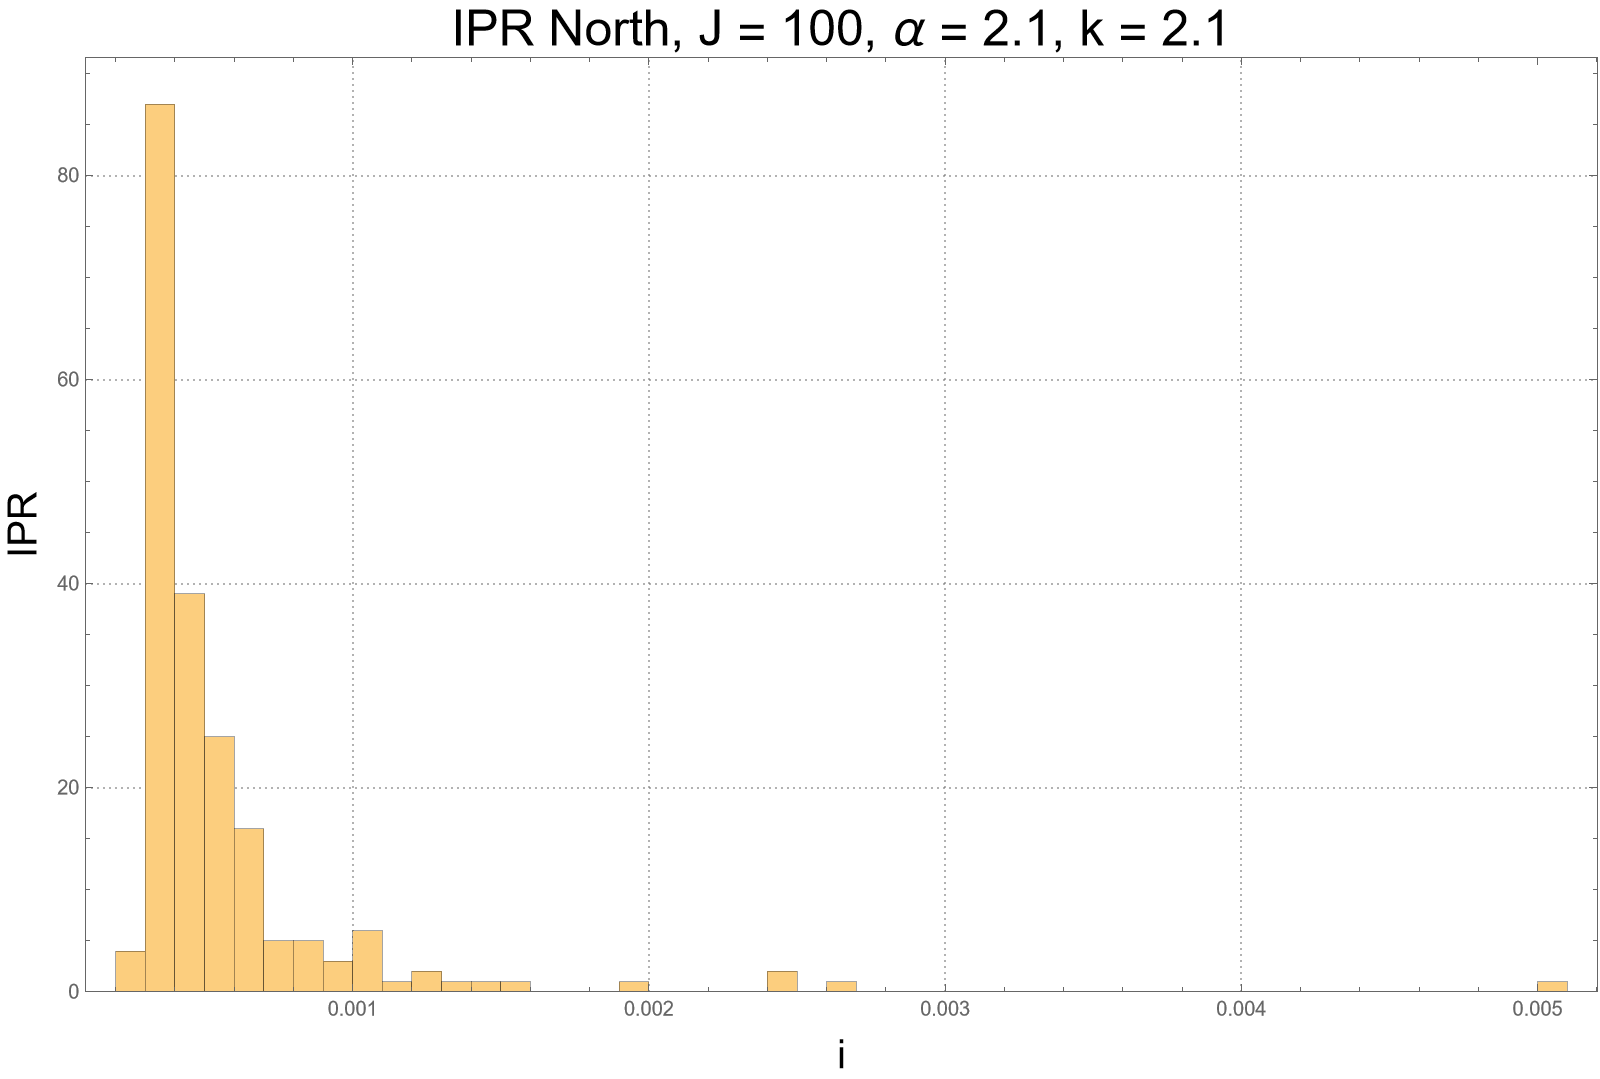 IPR North, J = 100, α = 2.1, k = 2.1
80
60
40
20
0
IPR
0.001 0.002 0.003 0.004 0.005
i